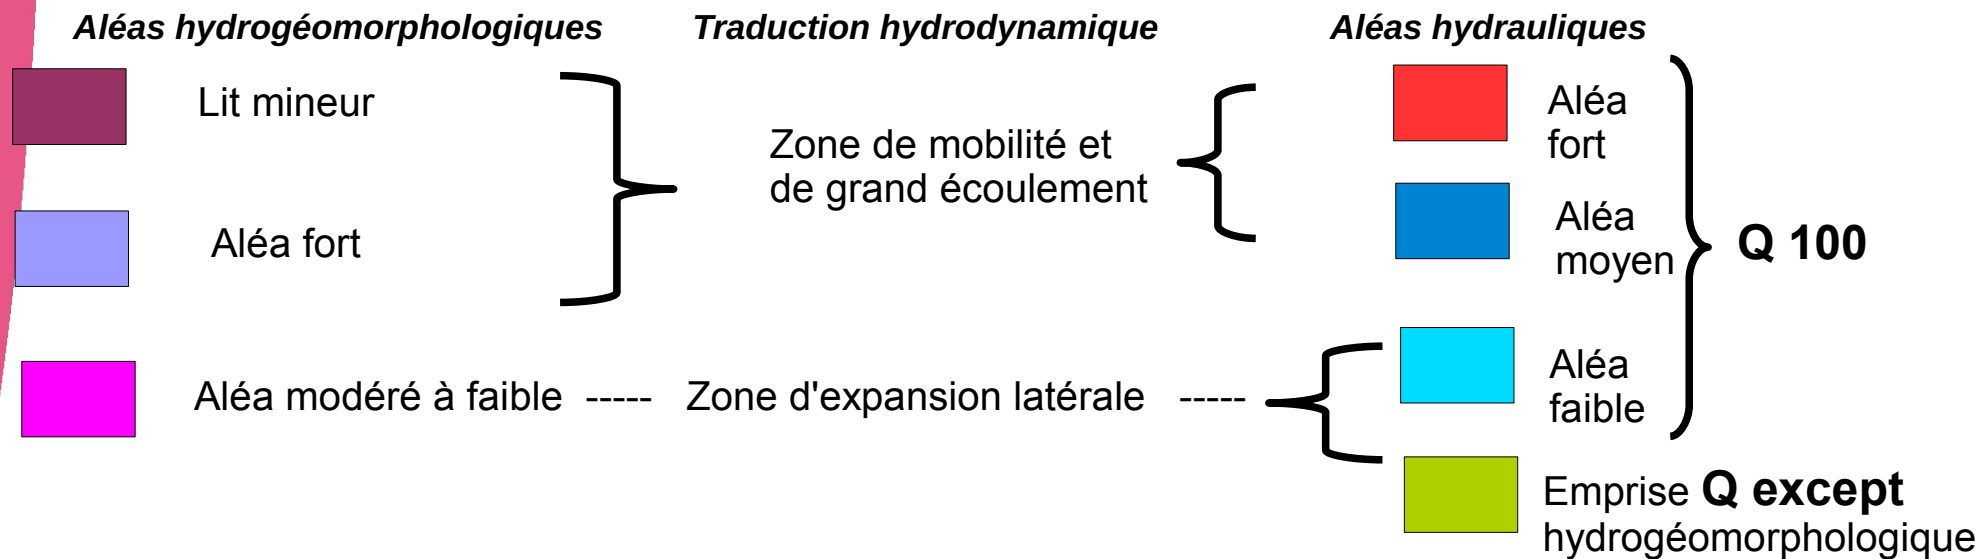 Aléas hydrogéomorphologiques
Traduction hydrodynamique
Aléas hydrauliques
Lit mineur
Aléa fort
Aléa modéré à faible -----
Zone de mobilité et
de grand écoulement
Zone d'expansion latérale -----
Aléa
fort
Aléa
moyen
Aléa
faible
Q 100
Emprise Q except
hydrogéomorphologique